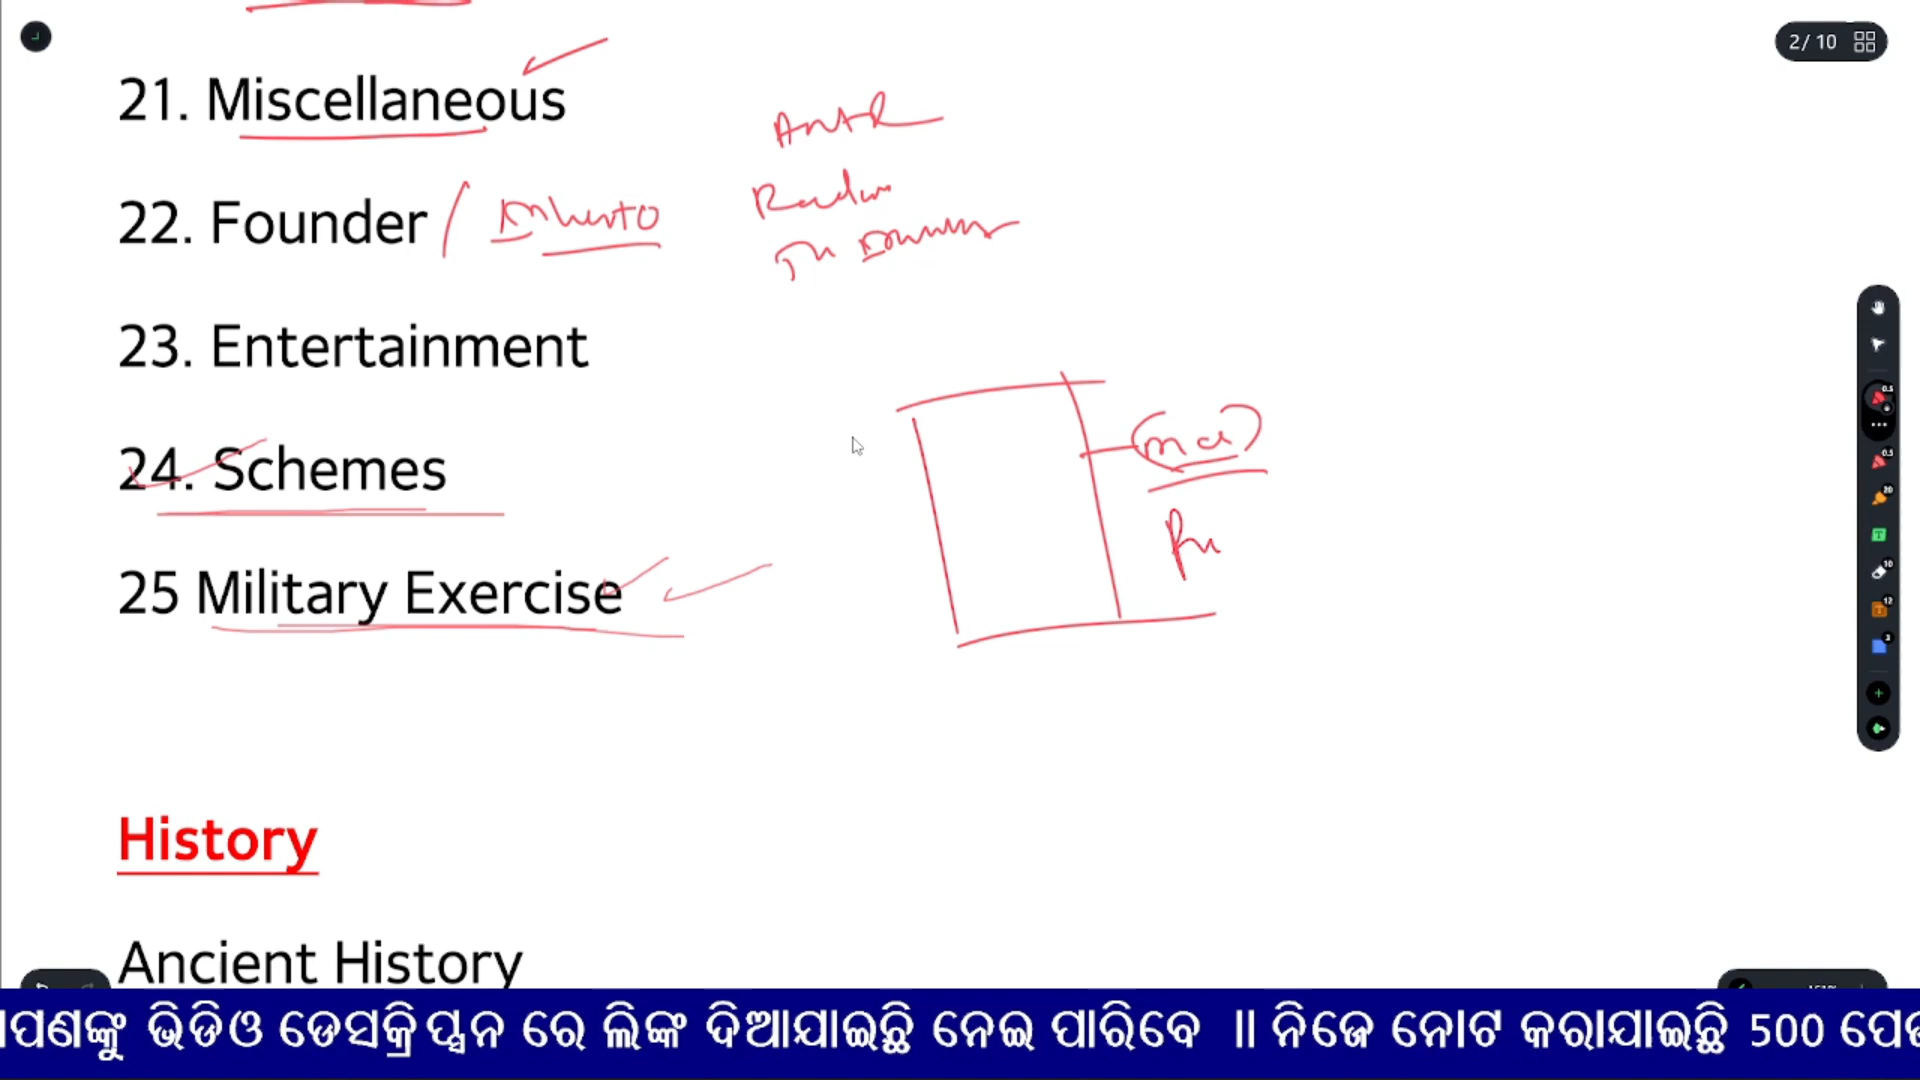 2/ 10
21. Miscellaneous
22. Founder /
23. Entertainment
24. Schemes
25 Military Exercise
History
Ancient History
ପଣଙ୍କୁ ଭିଡିଓ ଡେସକ୍ରିପ୍ସନ ରେ ଲିଙ୍କ ଦିଆଯାଇଛି ନେଇ ପାରିବେ ॥ ନିଜେ ନୋଟ କରାଯାଇଛି 500 ପେଜ